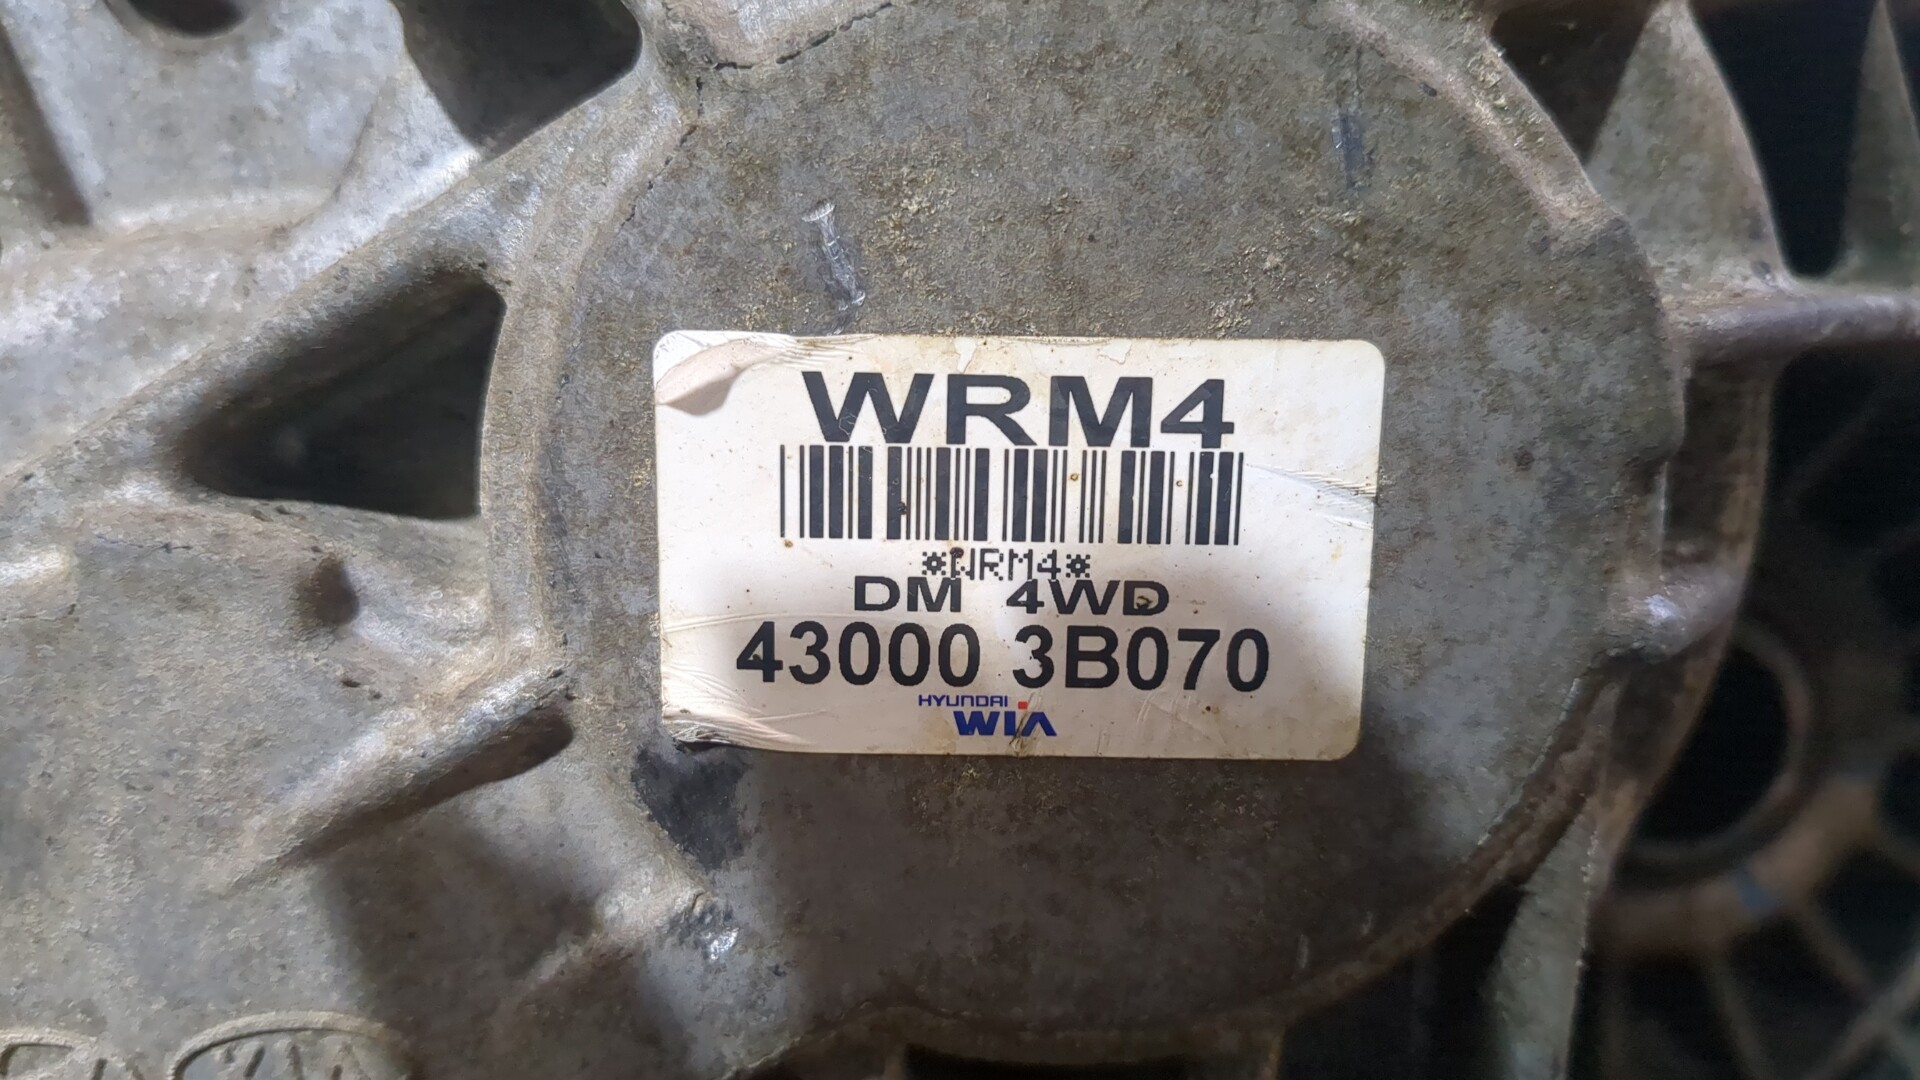 WRM4
*WRM4*
DM 4WD
43000 3B070
HYUNDAI
WIA